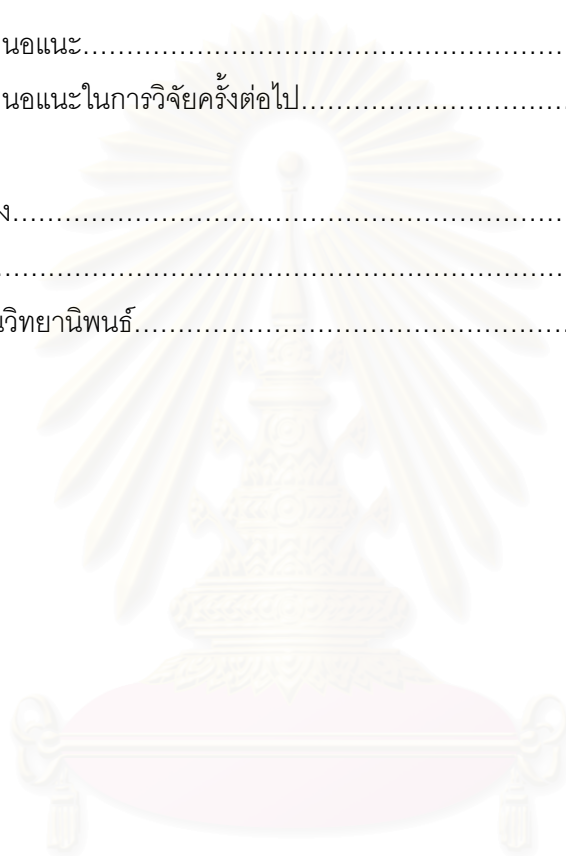 นอแนะ……………………………………………………
นอแนะในการวิจัยครั้งต่อไป……………………………
ง…………………………………………………………
……………………………………………………………
วิทยานิพนธ์………………………………………………